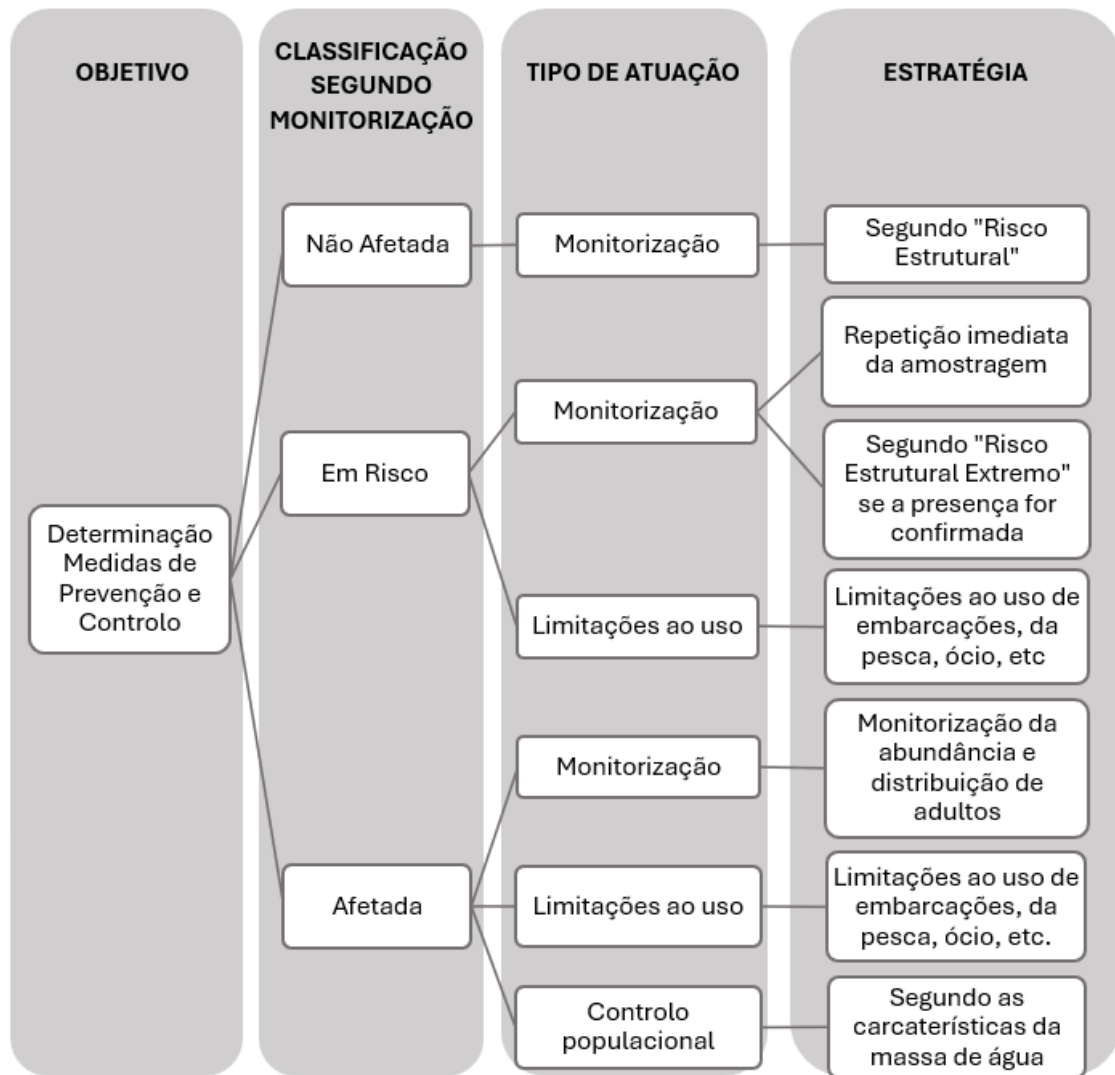 OBJETIVO
CLASSIFICAÇÃO
SEGUNDO
MONITORIZAÇÃO
TIPO DE ATUAÇÃO
ESTRATÉGIA
Determinação
Medidas de
Prevenção e
Controlo
Não Afetada
Monitorização
Segundo "Risco
Estrutural"
Em Risco
Monitorização
Repetição imediata
da amostragem
Segundo "Risco
Estrutural Extremo"
se a presença for
confirmada
Limitações ao uso
Limitações ao uso de
embarcações, da
pesca, ócio, etc
Afetada
Monitorização
Monitorização da
abundância e
distribuição de
adultos
Limitações ao uso
Limitações ao uso de
embarcações, da
pesca, ócio, etc.
Controlo
populacional
Segundo as
carcaterísticas da
massa de água